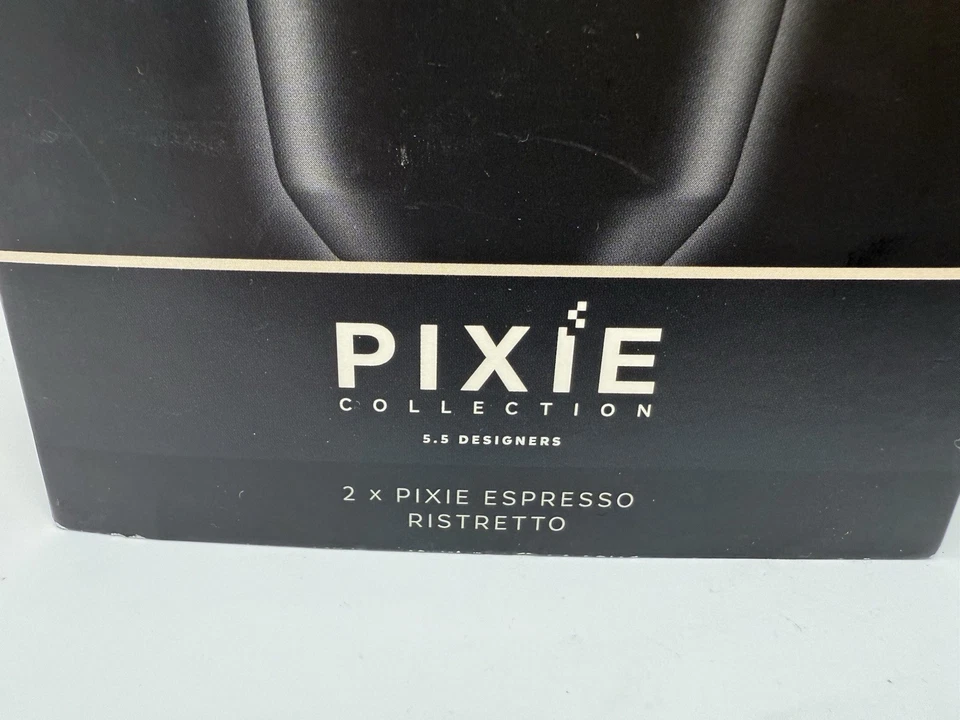 PIXiE
COLLECTION
5.5 DESIGNERS
2 x PIXIE ESPRESSO
RISTRETTO